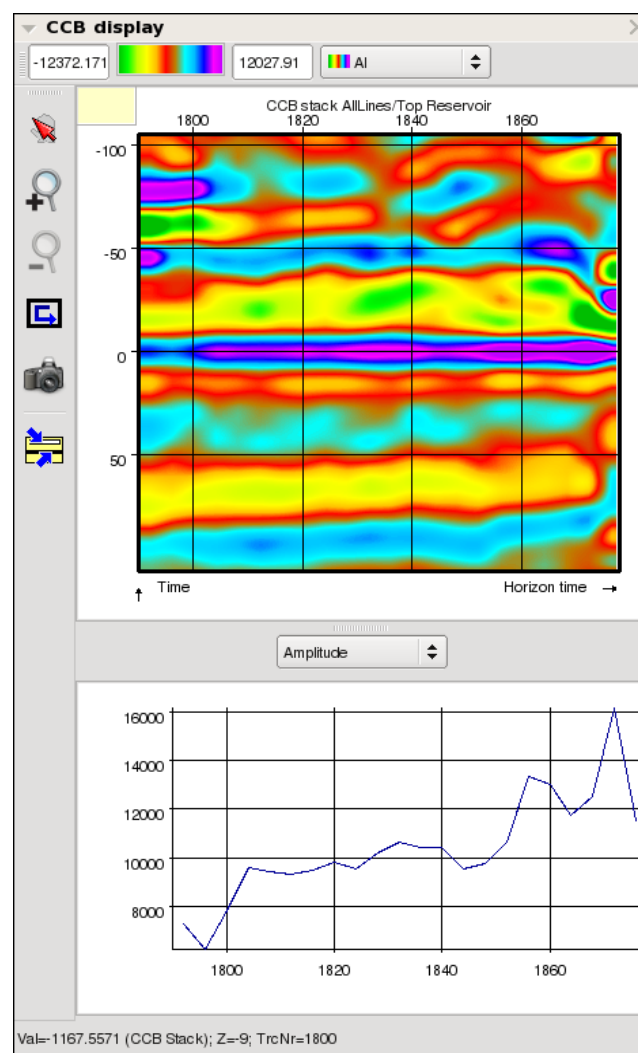 CCB display
-12372.171 12027.91 AI
CCB stack AllLines/Top Reservoir
1800 1840 1860
-100
-50
0
50
Time Horizon time
Amplitude
16000
14000
12000
10000
8000
1800 1820 1840 1860
Val=-1167.5571 (CCB Stack); Z=-9; TrcNr=1800